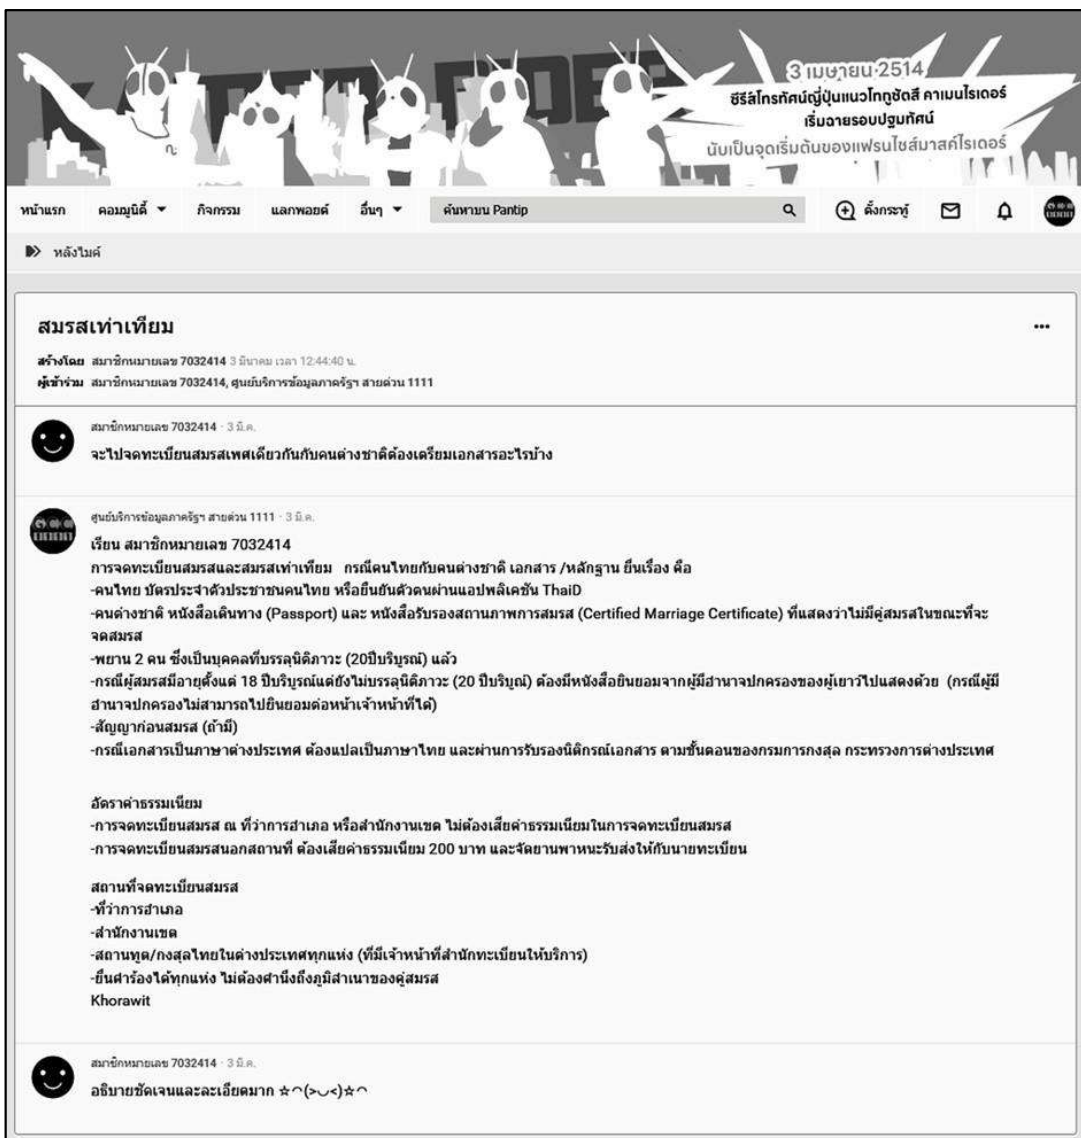 3 เมษายน 2514
ซีรีส์โทรทัศน์ญี่ปุ่นแนวโทกูซัตสึ คาเมนไรเดอร์
เริ่มฉายรอบปฐมทัศน์
นับเป็นจุดเริ่มต้นของแฟรนไชส์มาสค์ไรเดอร์
หน้าแรก คอมมูนิตี้ กิจกรรม แลกพอยต์ อื่นๆ ค้นหาบน Pantip ตั้งกระทู้
หลังไมค์
สมรสเท่าเทียม
สร้างโดย สมาชิกหมายเลข 7032414 3 มีนาคม เวลา 12:44:40 น.
ผู้เข้าร่วม สมาชิกหมายเลข 7032414, ศูนย์บริการข้อมูลภาครัฐฯ สายด่วน 1111
สมาชิกหมายเลข 7032414 · 3 มี.ค.
จะไปจดทะเบียนสมรสเพศเดียวกันกับคนต่างชาติต้องเตรียมเอกสารอะไรบ้าง
ศูนย์บริการข้อมูลภาครัฐฯ สายด่วน 1111 · 3 มี.ค.
เรียน สมาชิกหมายเลข 7032414
การจดทะเบียนสมรสและสมรสเท่าเทียม กรณีคนไทยกับคนต่างชาติ เอกสาร /หลักฐาน ยื่นเรื่อง คือ
-คนไทย บัตรประจำตัวประชาชนคนไทย หรือยืนยันตัวตนผ่านแอปพลิเคชัน ThaiD
-คนต่างชาติ หนังสือเดินทาง (Passport) และ หนังสือรับรองสถานภาพการสมรส (Certified Marriage Certificate) ที่แสดงว่าไม่มีคู่สมรสในขณะที่จะ
จดสมรส
-พยาน 2 คน ซึ่งเป็นบุคคลที่บรรลุนิติภาวะ (20ปีบริบูรณ์) แล้ว
-กรณีผู้สมรสมีอายุตั้งแต่ 18 ปีบริบูรณ์แต่ยังไม่บรรลุนิติภาวะ (20 ปีบริบูณ์) ต้องมีหนังสือยินยอมจากผู้มีอำนาจปกครองของผู้เยาว์ไปแสดงด้วย (กรณีผู้มี
อำนาจปกครองไม่สามารถไปยินยอมต่อหน้าเจ้าหน้าที่ได้)
-สัญญาก่อนสมรส (ถ้ามี)
-กรณีเอกสารเป็นภาษาต่างประเทศ ต้องแปลเป็นภาษาไทย และผ่านการรับรองนิติกรณ์เอกสาร ตามขั้นตอนของกรมการกงสุล กระทรวงการต่างประเทศ
อัตราค่าธรรมเนียม
-การจดทะเบียนสมรส ณ ที่ว่าการอำเภอ หรือสำนักงานเขต ไม่ต้องเสียค่าธรรมเนียมในการจดทะเบียนสมรส
-การจดทะเบียนสมรสนอกสถานที่ ต้องเสียค่าธรรมเนียม 200 บาท และจัดยานพาหนะรับส่งให้กับนายทะเบียน
สถานที่จดทะเบียนสมรส
-ที่ว่าการอำเภอ
-สำนักงานเขต
-สถานทูต/กงสุลไทยในต่างประเทศทุกแห่ง (ที่มีเจ้าหน้าที่สำนักทะเบียนให้บริการ)
-ยื่นคำร้องได้ทุกแห่ง ไม่ต้องคำนึงถึงภูมิลำเนาของคู่สมรส
Khorawit
สมาชิกหมายเลข 7032414 · 3 มี.ค.
อธิบายชัดเจนและละเอียดมาก ☆⌒(>◡<)☆⌒